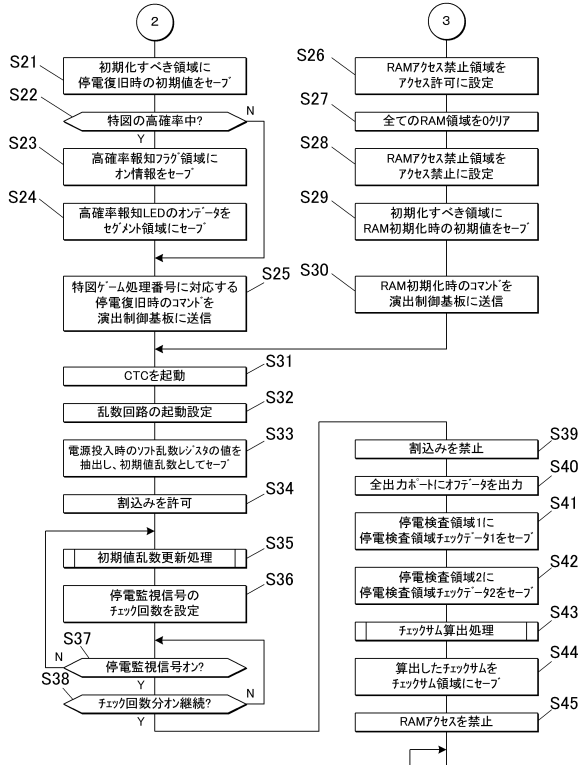 2
S21
初期化すべき領域に
停電復旧時の初期値をセーブ
S22
特図の高確率中?
N
Y
S23
高確率報知フラグ領域に
オン情報をセーブ
S24
高確率報知LEDのオンデータを
セグメント領域にセーブ
S25
特図ゲーム処理番号に対応する
停電復旧時のコマンドを
演出制御基板に送信
3
S26
RAMアクセス禁止領域を
アクセス許可に設定
S27
全てのRAM領域を0クリア
S28
RAMアクセス禁止領域を
アクセス禁止に設定
S29
初期化すべき領域に
RAM初期化時の初期値をセーブ
S30
RAM初期化時のコマンドを
演出制御基板に送信
S31
CTCを起動
S32
乱数回路の起動設定
S33
電源投入時のソフト乱数レジスタの値を
抽出し、初期値乱数としてセーブ
S34
割込みを許可
S35
初期値乱数更新処理
S36
停電監視信号の
チェック回数を設定
S37
停電監視信号オン?
N
Y
S38
チェック回数分オン継続?
N
Y
S39
割込みを禁止
S40
全出力ポートにオフデータを出力
S41
停電検査領域1に
停電検査領域チェックデータ1をセーブ
S42
停電検査領域2に
停電検査領域チェックデータ2をセーブ
S43
チェックサム算出処理
S44
算出したチェックサムを
チェックサム領域にセーブ
S45
RAMアクセスを禁止